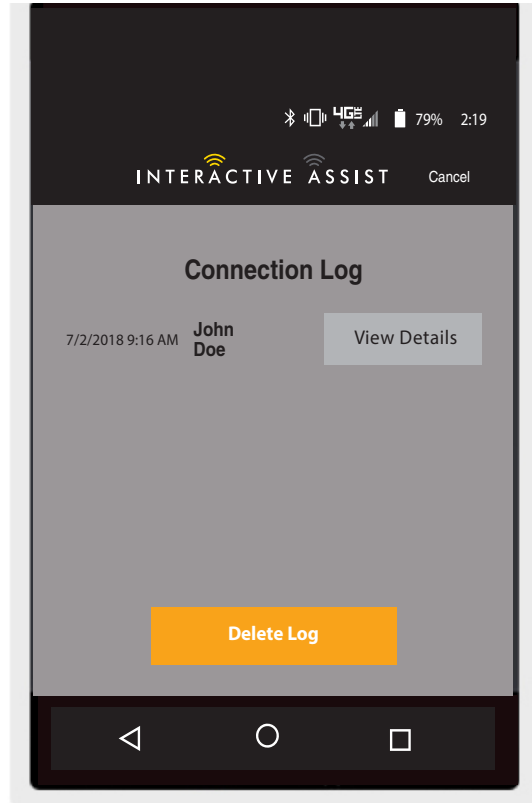 4GE 79% 2:19
INTERACTIVE ASSIST Cancel
Connection Log
7/2/2018 9:16 AM John Doe View Details
Delete Log